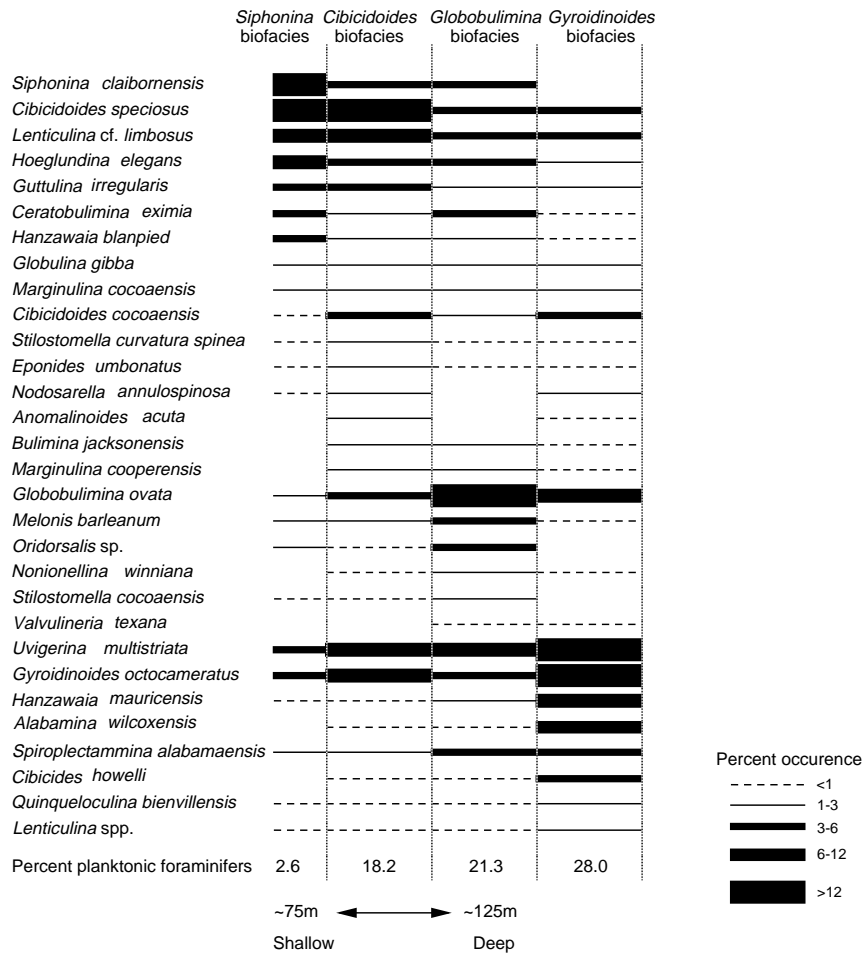 Siphonina Cibicidoides Globobulimina Gyroidinoides
biofacies biofacies biofacies biofacies
Siphonina claibornensis
Cibicidoides speciosus
Lenticulina cf. limbosus
Hoeglundina elegans
Guttulina irregularis
Ceratobulimina eximia
Hanzawaia blanpied
Globulina gibba
Marginulina cocoaensis
Cibicidoides cocoaensis
Stilostomella curvatura spinea
Eponides umbonatus
Nodosarella annulospinosa
Anomalinoides acuta
Bulimina jacksonensis
Marginulina cooperensis
Globobulimina ovata
Melonis barleanum
Oridorsalis sp.
Nonionellina winniana
Stilostomella cocoaensis
Valvulineria texana
Uvigerina multistriata
Gyroidinoides octocameratus
Hanzawaia mauricensis
Alabamina wilcoxensis
Spiroplectammina alabamaensis
Cibicides howelli
Quinqueloculina bienvillensis
Lenticulina spp.
Percent planktonic foraminifers 2.6 18.2 21.3 28.0
~75m ~125m
Shallow Deep
Percent occurence
<1
1-3
3-6
6-12
>12